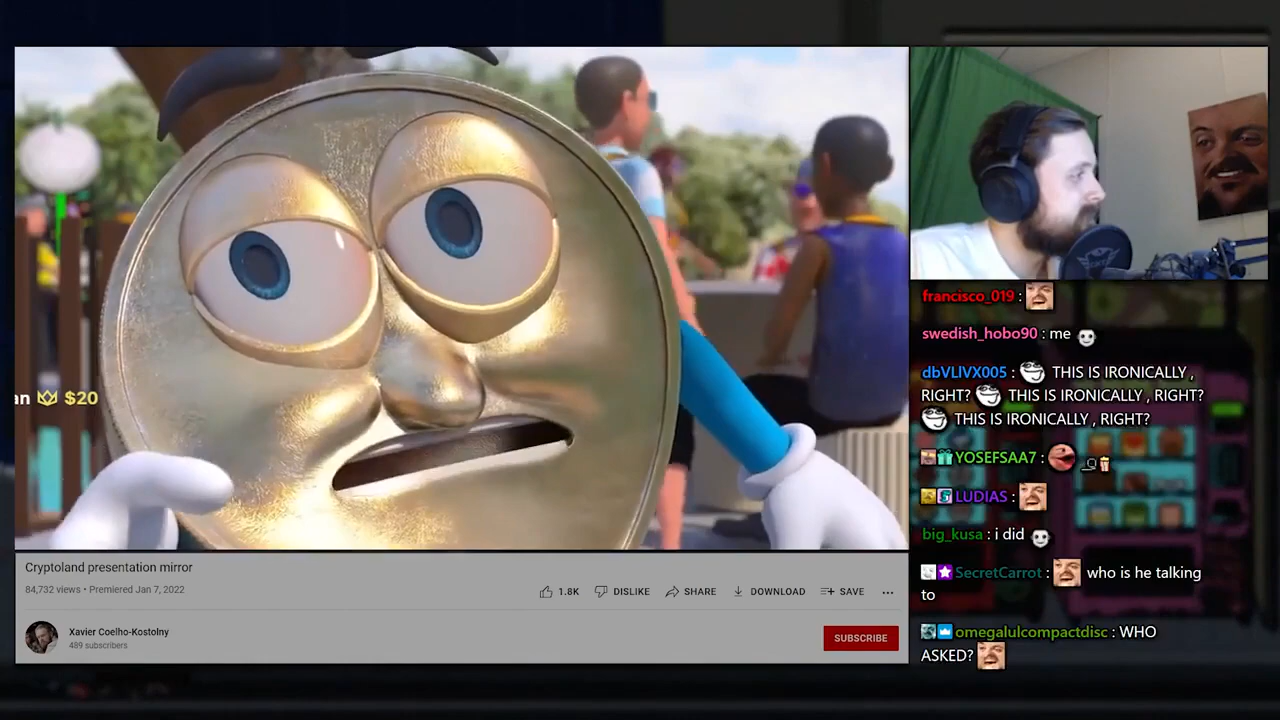 an $20
Cryptoland presentation mirror
84,732 views • Premiered Jan 7, 2022
1.8K DISLIKE SHARE DOWNLOAD SAVE ...
Xavier Coelho-Kostolny
489 subscribers
SUBSCRIBE
francisco_019 :
swedish_hobo90 : me
dbVLIVX005 : THIS IS IRONICALLY ,
RIGHT? THIS IS IRONICALLY , RIGHT?
THIS IS IRONICALLY , RIGHT?
YOSEFSAA7 :
LUDIAS :
big_kusa : i did
SecretCarrot : who is he talking
to
omegalulcompactdisc : WHO
ASKED?